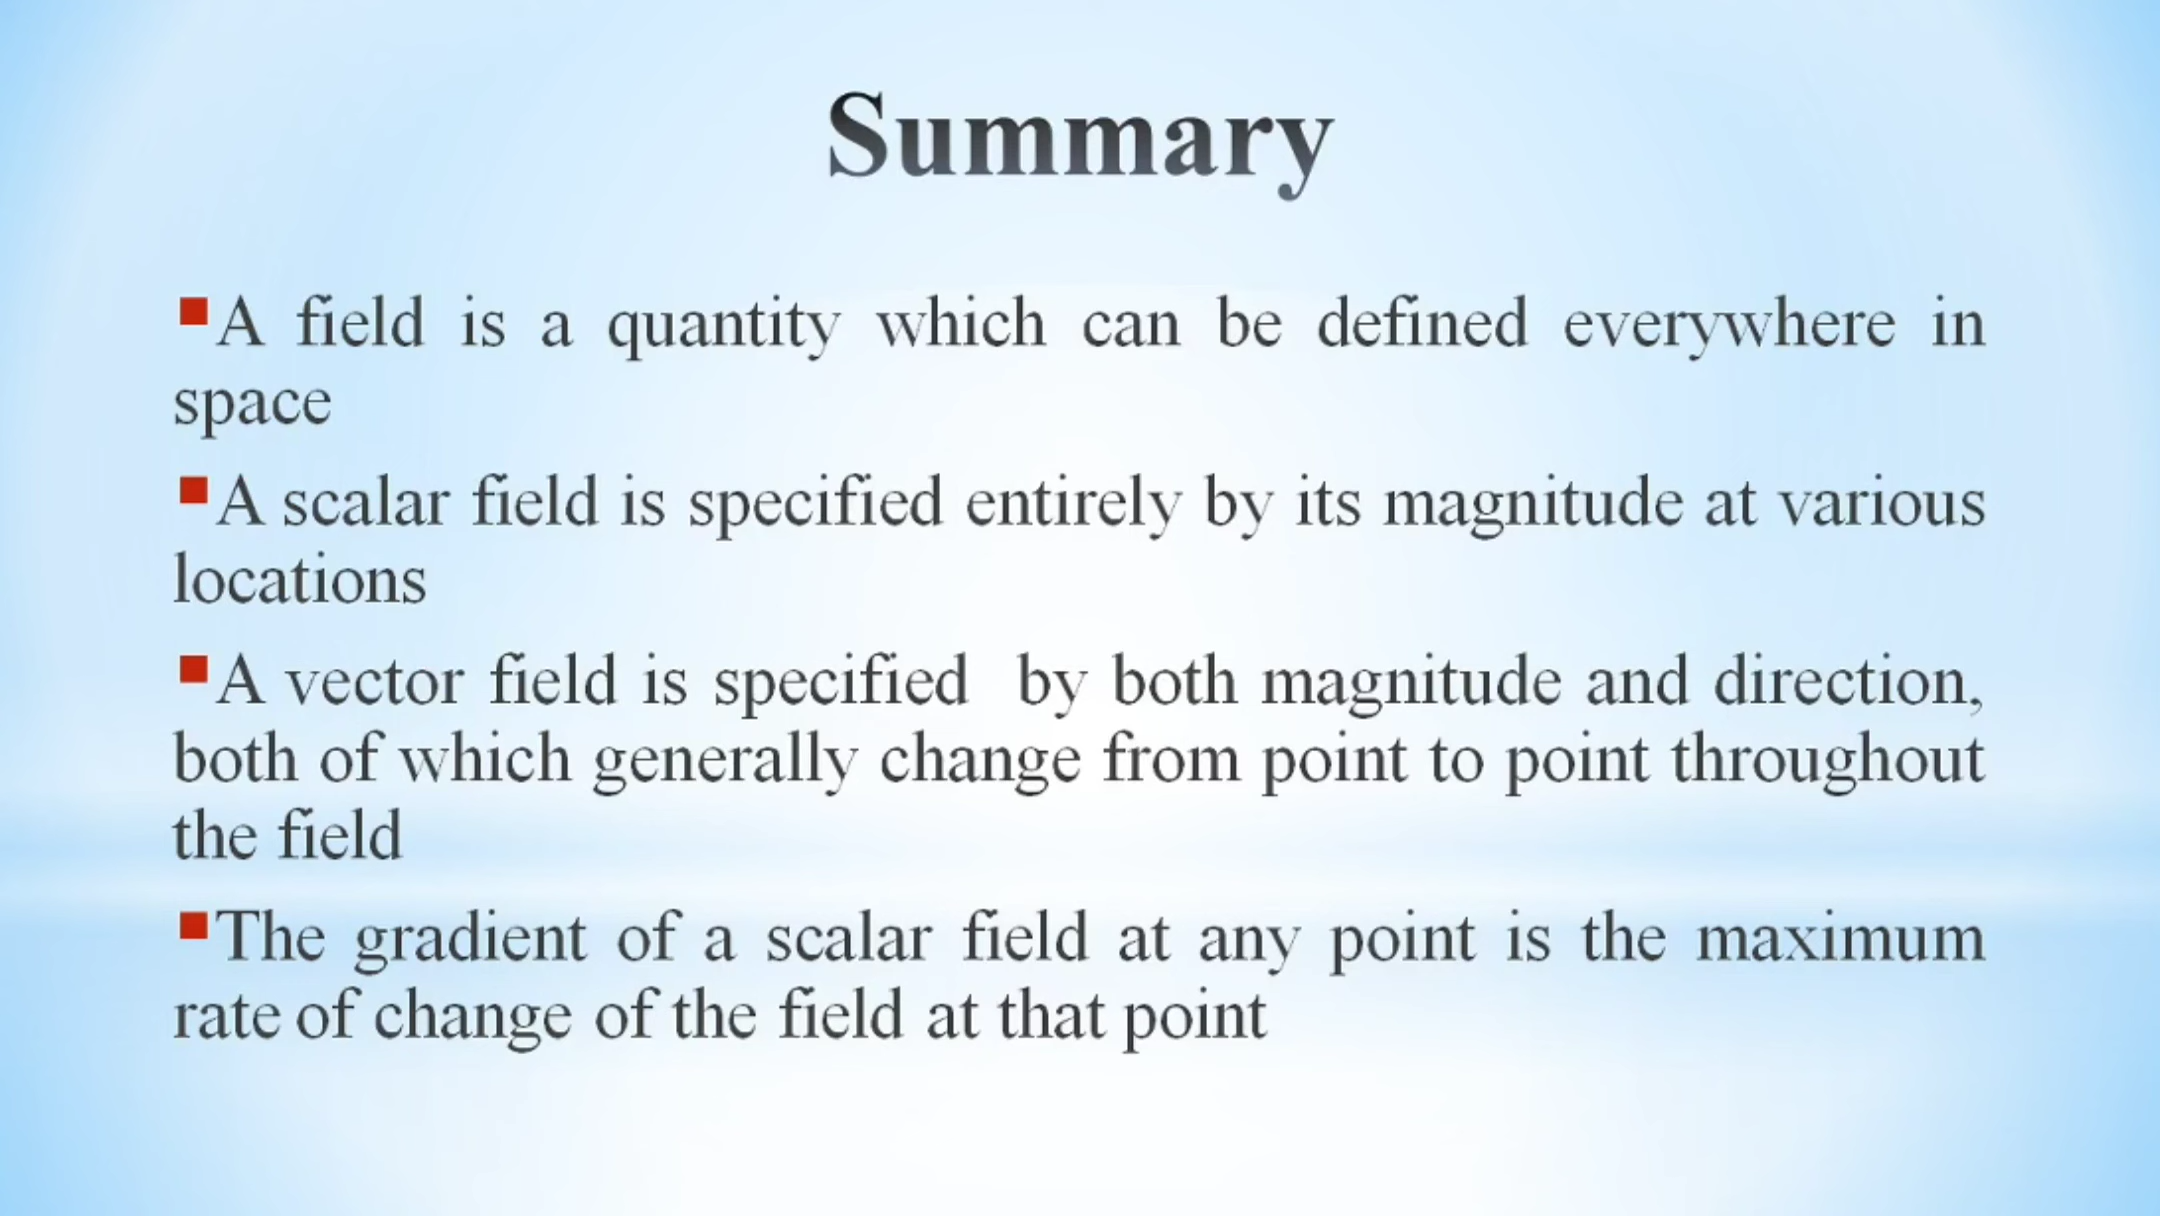 Summary
▪A field is a quantity which can be defined everywhere in
space
▪A scalar field is specified entirely by its magnitude at various
locations
▪A vector field is specified  by both magnitude and direction,
both of which generally change from point to point throughout
the field
▪The gradient of a scalar field at any point is the maximum
rate of change of the field at that point